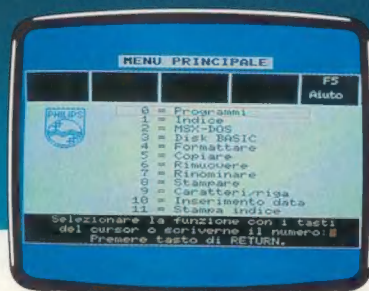 MENU PRINCIPALE
F5
Aiuto
PHILIPS
0 = Programmi
1 = Indice
2 = MSX-DOS
3 = Disk BASIC
4 = Formattare
5 = Copiare
6 = Rimuovere
7 = Rinominare
8 = Stampare
9 = Caratteri/riga
10 = Inserimento data
11 = Stampa indice
Selezionare la funzione con i tasti
del cursor o scriverne il numero:
Premere tasto di RETURN.